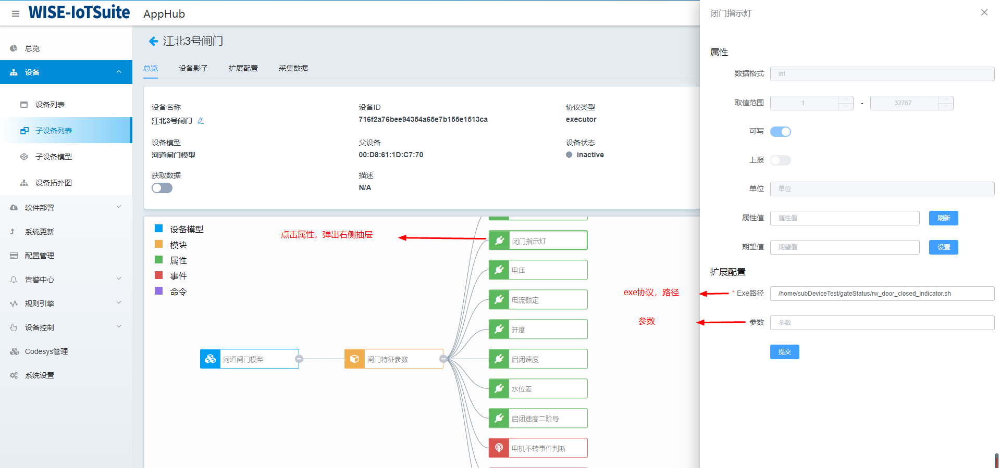 WISE-IoTSuite
AppHub
总览
设备
设备列表
子设备列表
子设备模型
设备拓扑图
软件部署
系统更新
配置管理
告警中心
规则引擎
设备控制
Codesys管理
系统设置
江北3号闸门
总览 设备影子 扩展配置 采集数据
设备名称
江北3号闸门
设备ID
716f2a76bee94354a65e7b155e1513ca
协议类型
executor
设备模型
河道闸门模型
父设备
00:D8:61:1D:C7:70
设备状态
inactive
获取数据
描述
N/A
设备模型
模块
属性
事件
命令
点击属性，弹出右侧抽屉
河道闸门模型
闸门特征参数
闭门指示灯
电压
电流额定
开度
启闭速度
水位差
启闭速度二阶导
电机不转事件判断
exe协议，路径
参数
闭门指示灯
属性
数据格式 int
取值范围 1 - 32767
可写
上报
单位 单位
属性值 属性值 刷新
期望值 期望值 设置
扩展配置
* Exe路径 /home/subDeviceTest/gateStatus/rw_door_closed_indicator.sh
参数 参数
提交